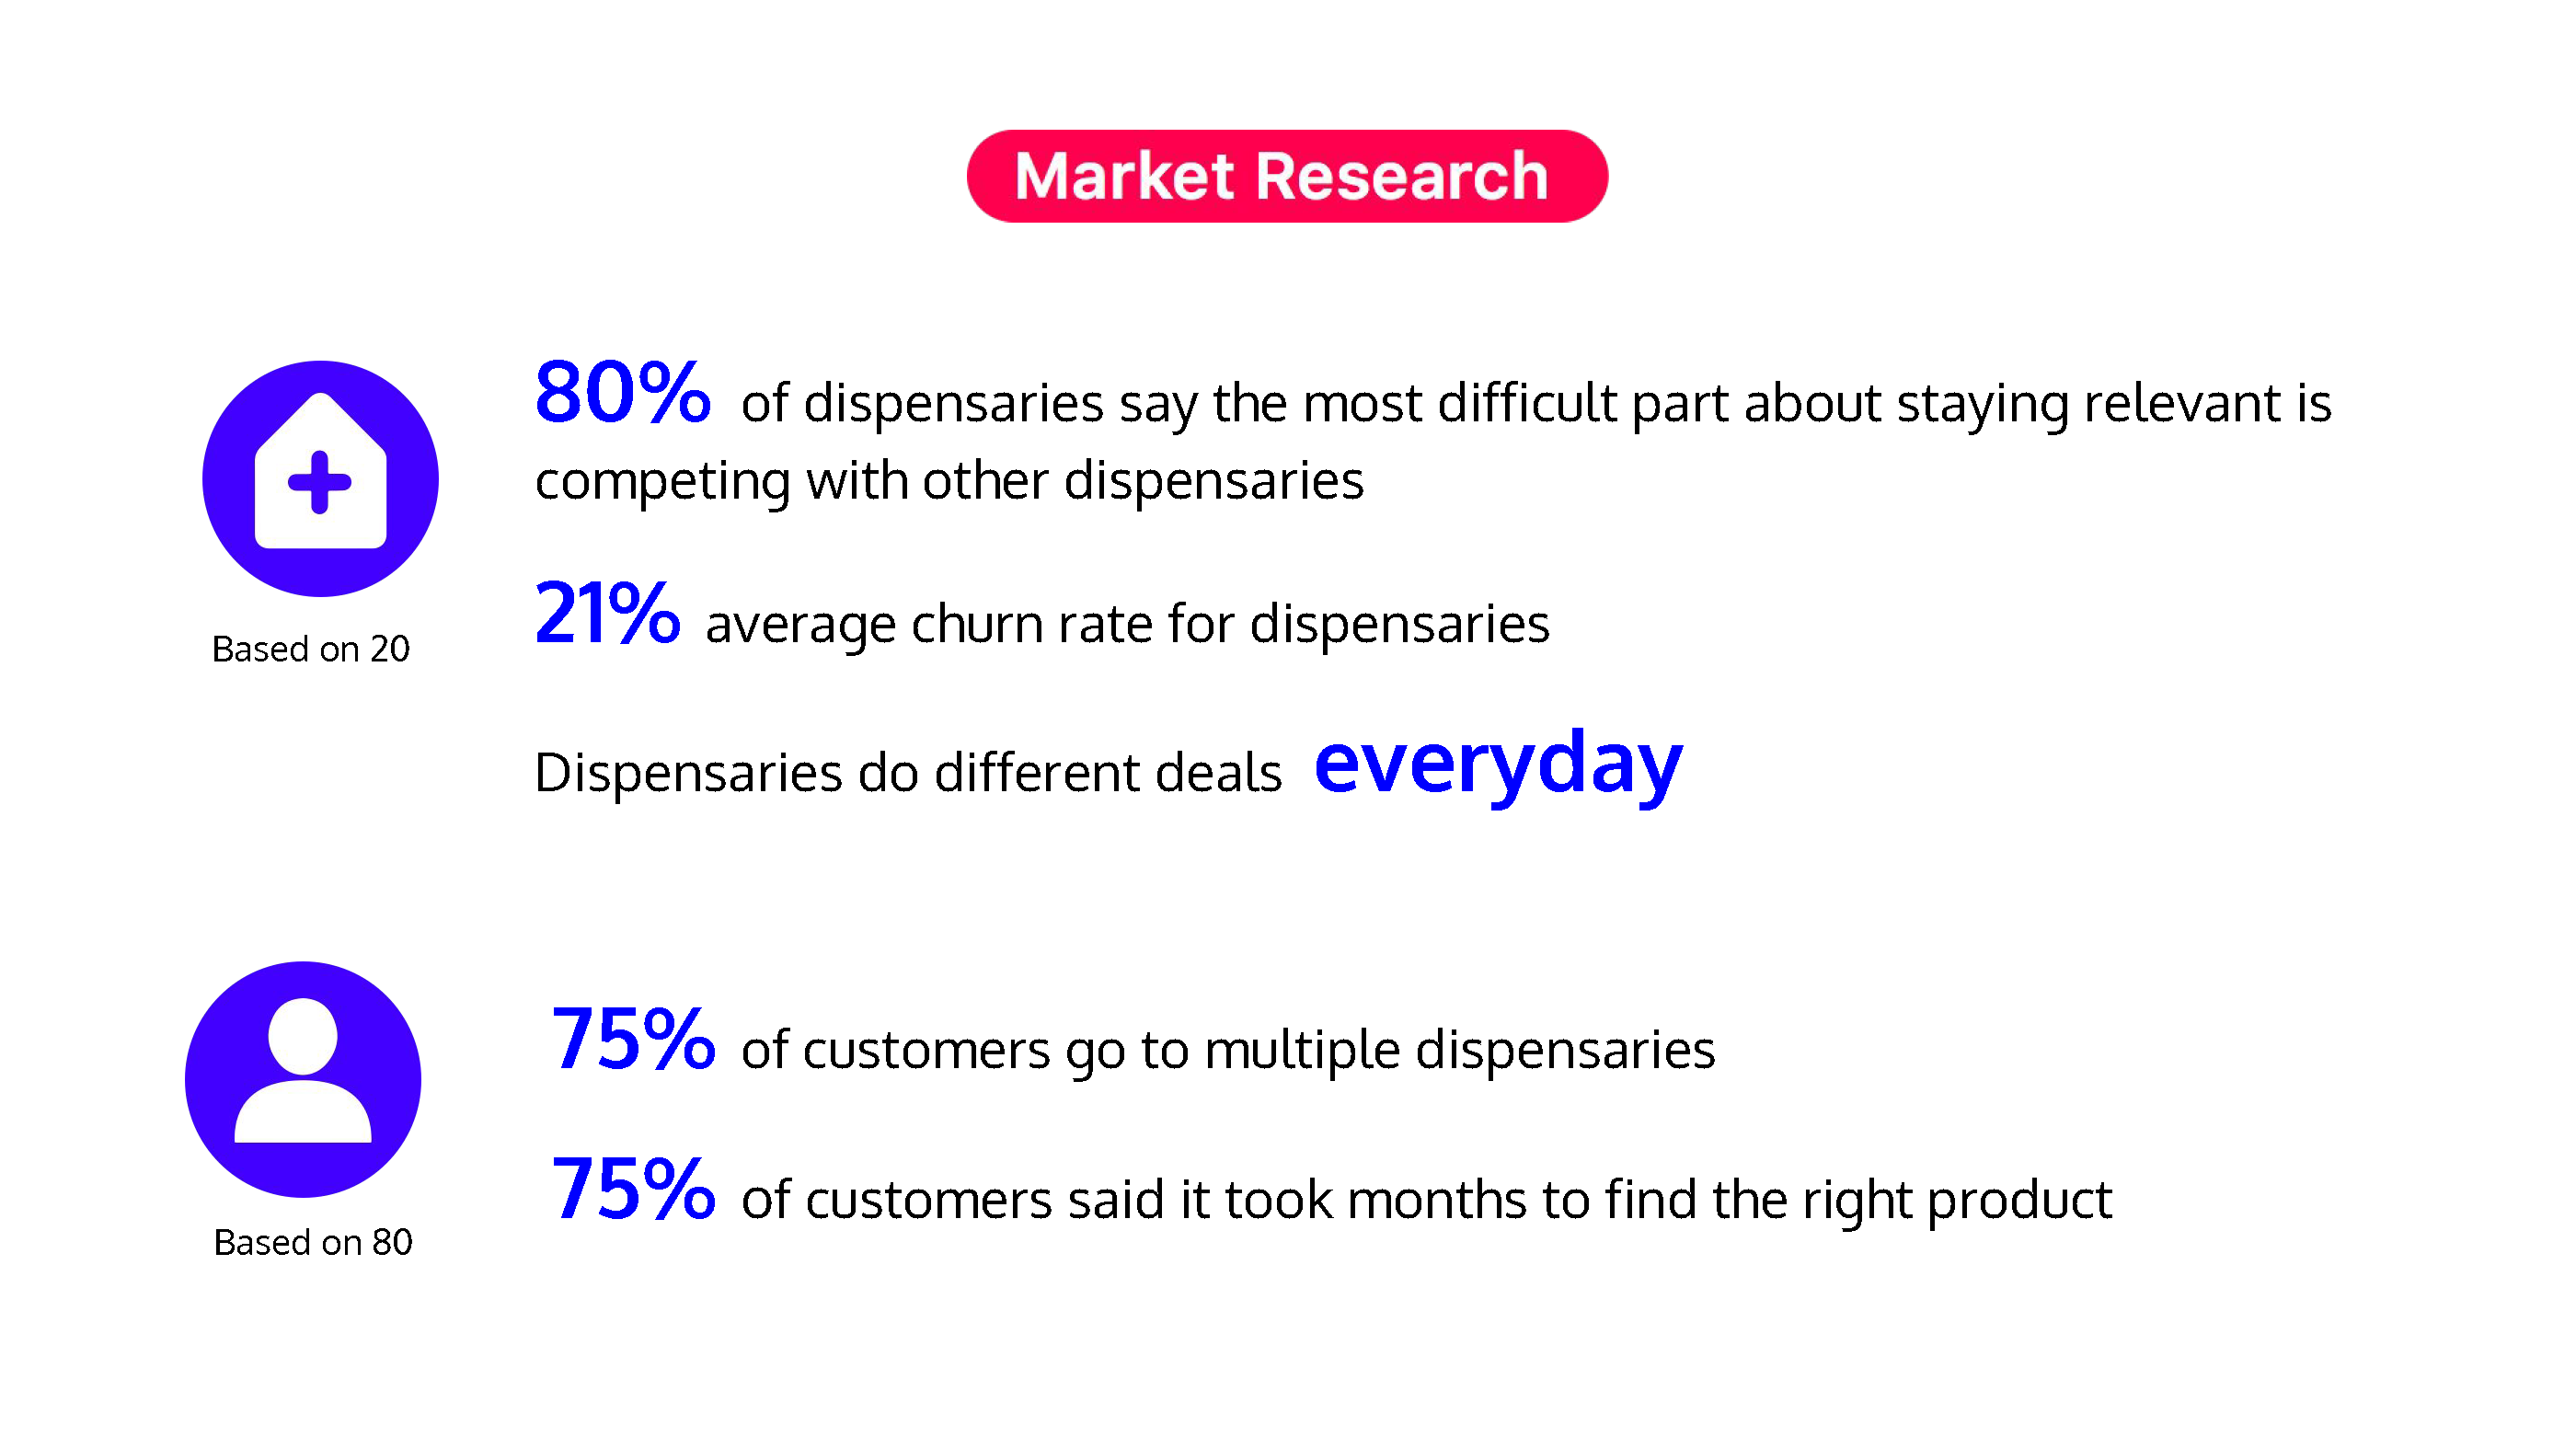 Market Research
80% of dispensaries say the most difficult part about staying relevant is
competing with other dispensaries
21% average churn rate for dispensaries
Based on 20
Dispensaries do different deals everyday
75% of customers go to multiple dispensaries
75% of customers said it took months to find the right product
Based on 80